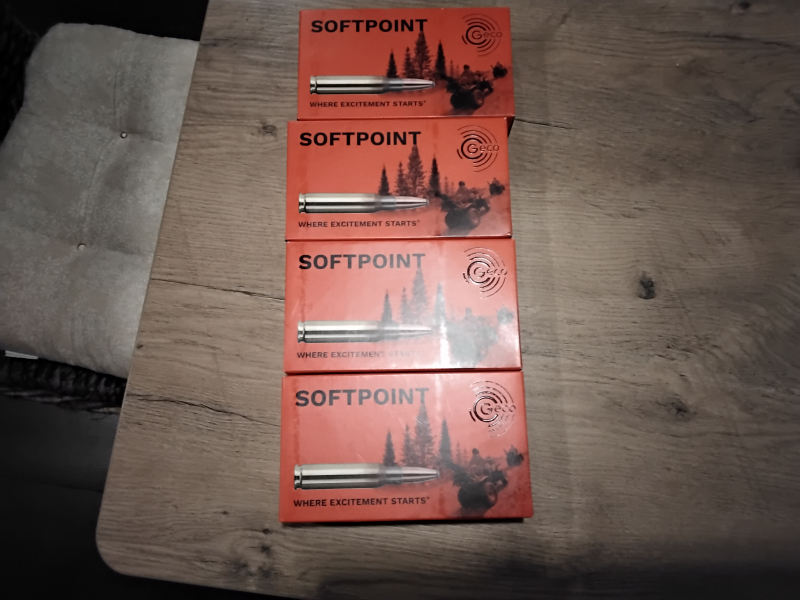 SOFTPOINT
Geco
WHERE EXCITEMENT STARTS®
SOFTPOINT
Geco
WHERE EXCITEMENT STARTS®
SOFTPOINT
Geco
WHERE EXCITEMENT START
SOFTPOINT
Geco
WHERE EXCITEMENT STARTS®